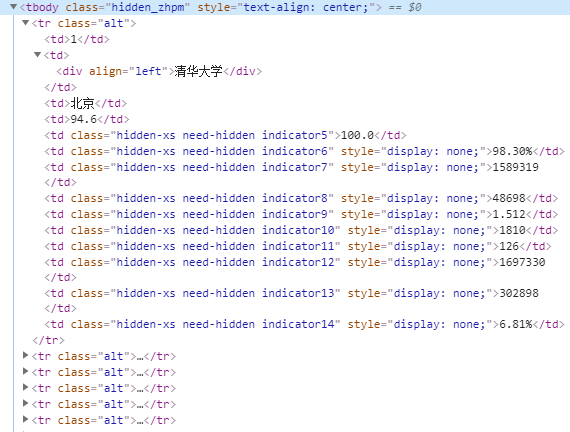 <tbody class="hidden_zhpm" style="text-align: center;"> == $0
<tr class="alt">
<td>1</td>
<td>
<div align="left">清华大学</div>
</td>
<td>北京</td>
<td>94.6</td>
<td class="hidden-xs need-hidden indicator5">100.0</td>
<td class="hidden-xs need-hidden indicator6" style="display: none;">98.30%</td>
<td class="hidden-xs need-hidden indicator7" style="display: none;">1589319
</td>
<td class="hidden-xs need-hidden indicator8" style="display: none;">48698</td>
<td class="hidden-xs need-hidden indicator9" style="display: none;">1.512</td>
<td class="hidden-xs need-hidden indicator10" style="display: none;">1810</td>
<td class="hidden-xs need-hidden indicator11" style="display: none;">126</td>
<td class="hidden-xs need-hidden indicator12" style="display: none;">1697330
</td>
<td class="hidden-xs need-hidden indicator13" style="display: none;">302898
</td>
<td class="hidden-xs need-hidden indicator14" style="display: none;">6.81%</td>
</tr>
<tr class="alt">…</tr>
<tr class="alt">…</tr>
<tr class="alt">…</tr>
<tr class="alt">…</tr>
<tr class="alt">…</tr>